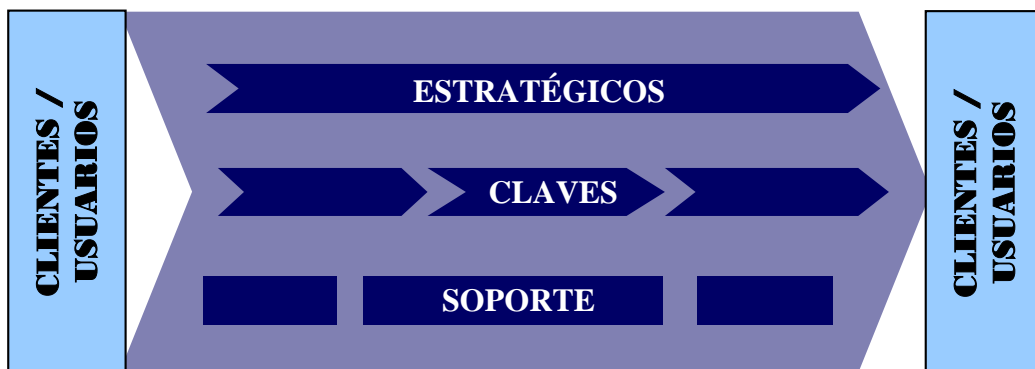 CLIENTES /
USUARIOS
ESTRATÉGICOS
CLAVES
SOPORTE
CLIENTES /
USUARIOS